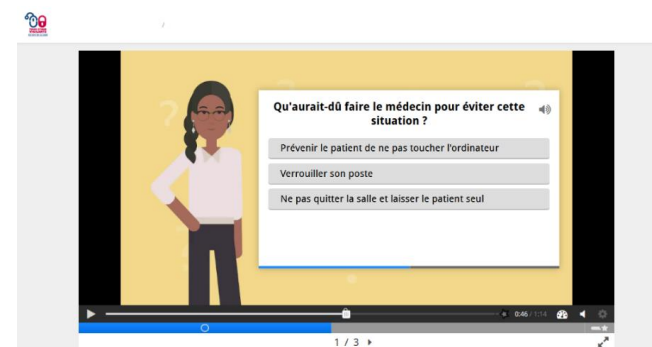 /
Qu'aurait-dû faire le médecin pour éviter cette
situation ?
Prévenir le patient de ne pas toucher l'ordinateur
Verrouiller son poste
Ne pas quitter la salle et laisser le patient seul
0:46 / 1:14
1 / 3